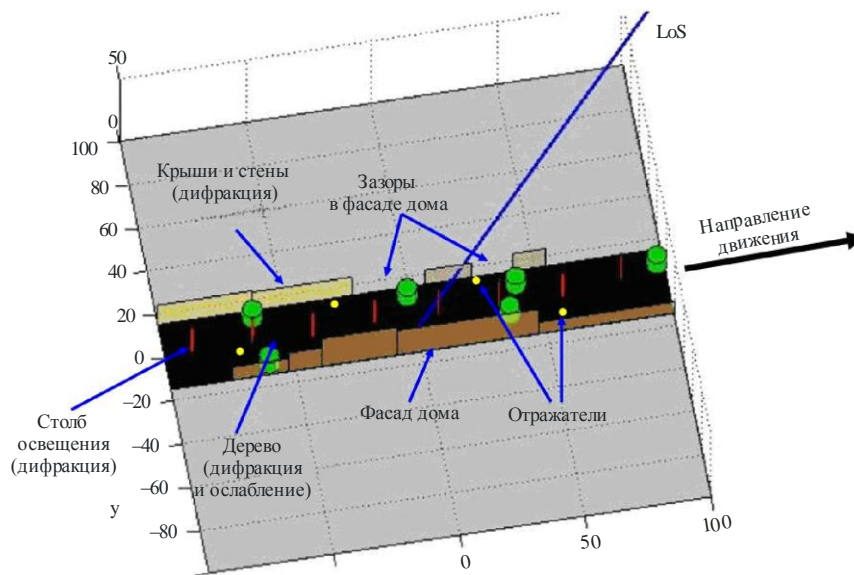 50
0
100
80
60
40
20
0
–20
–40
–60
–80
y
LoS
Крыши и стены
(дифракция)
Зазоры
в фасаде дома
Направление
движения
Столб
освещения
(дифракция)
Дерево
(дифракция
и ослабление)
Фасад дома
Отражатели
0
50
100